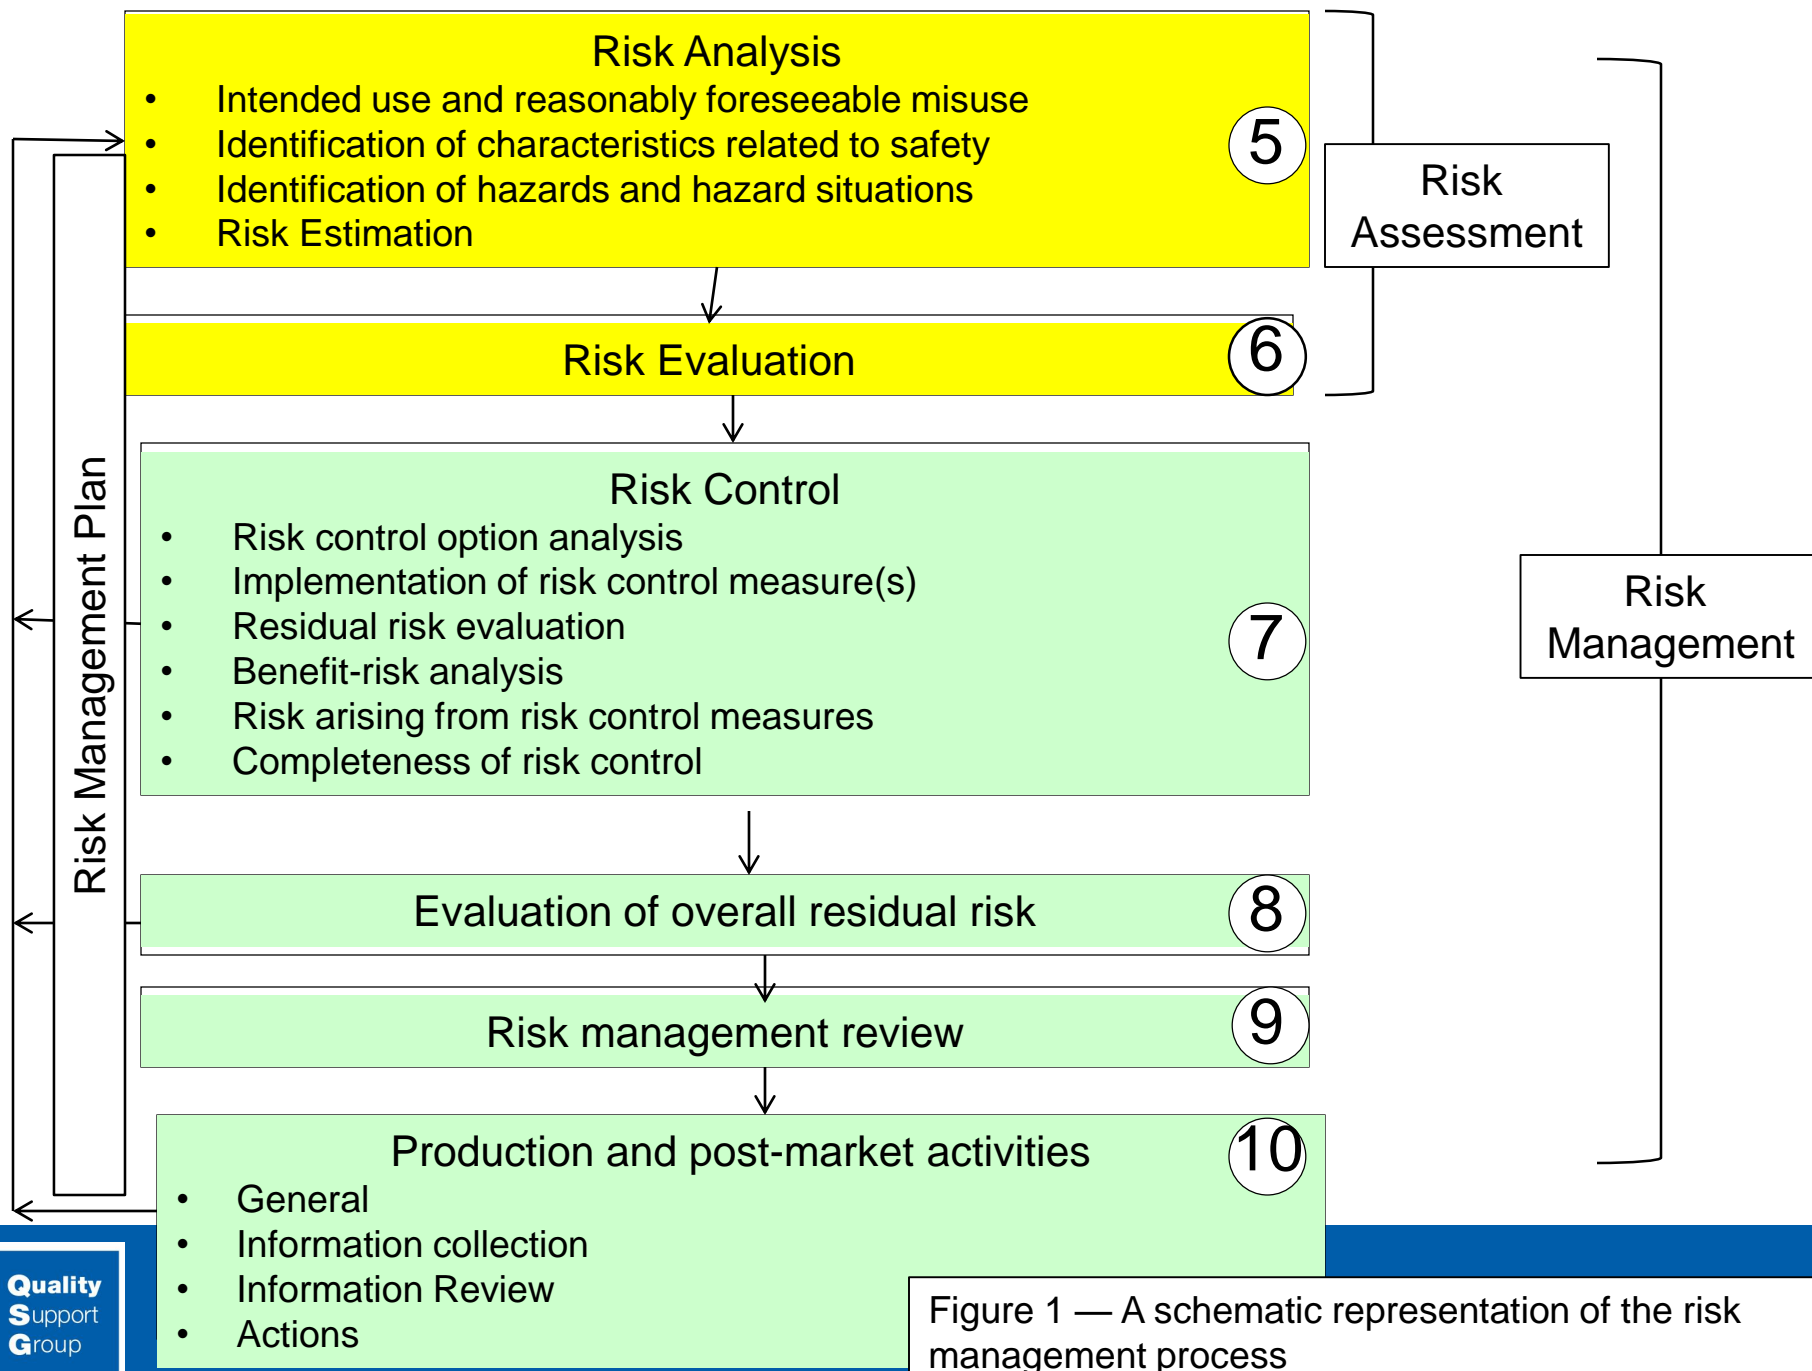 Risk Analysis
• Intended use and reasonably foreseeable misuse
• Identification of characteristics related to safety
• Identification of hazards and hazard situations
• Risk Estimation
5
Risk
Assessment
Risk Evaluation
6
Risk Management Plan
Risk Control
• Risk control option analysis
• Implementation of risk control measure(s)
• Residual risk evaluation
• Benefit-risk analysis
• Risk arising from risk control measures
• Completeness of risk control
7
Risk
Management
Evaluation of overall residual risk
8
Risk management review
9
Production and post-market activities
10
• General
• Information collection
• Information Review
• Actions
Quality
Support
Group
Figure 1 — A schematic representation of the risk
management process